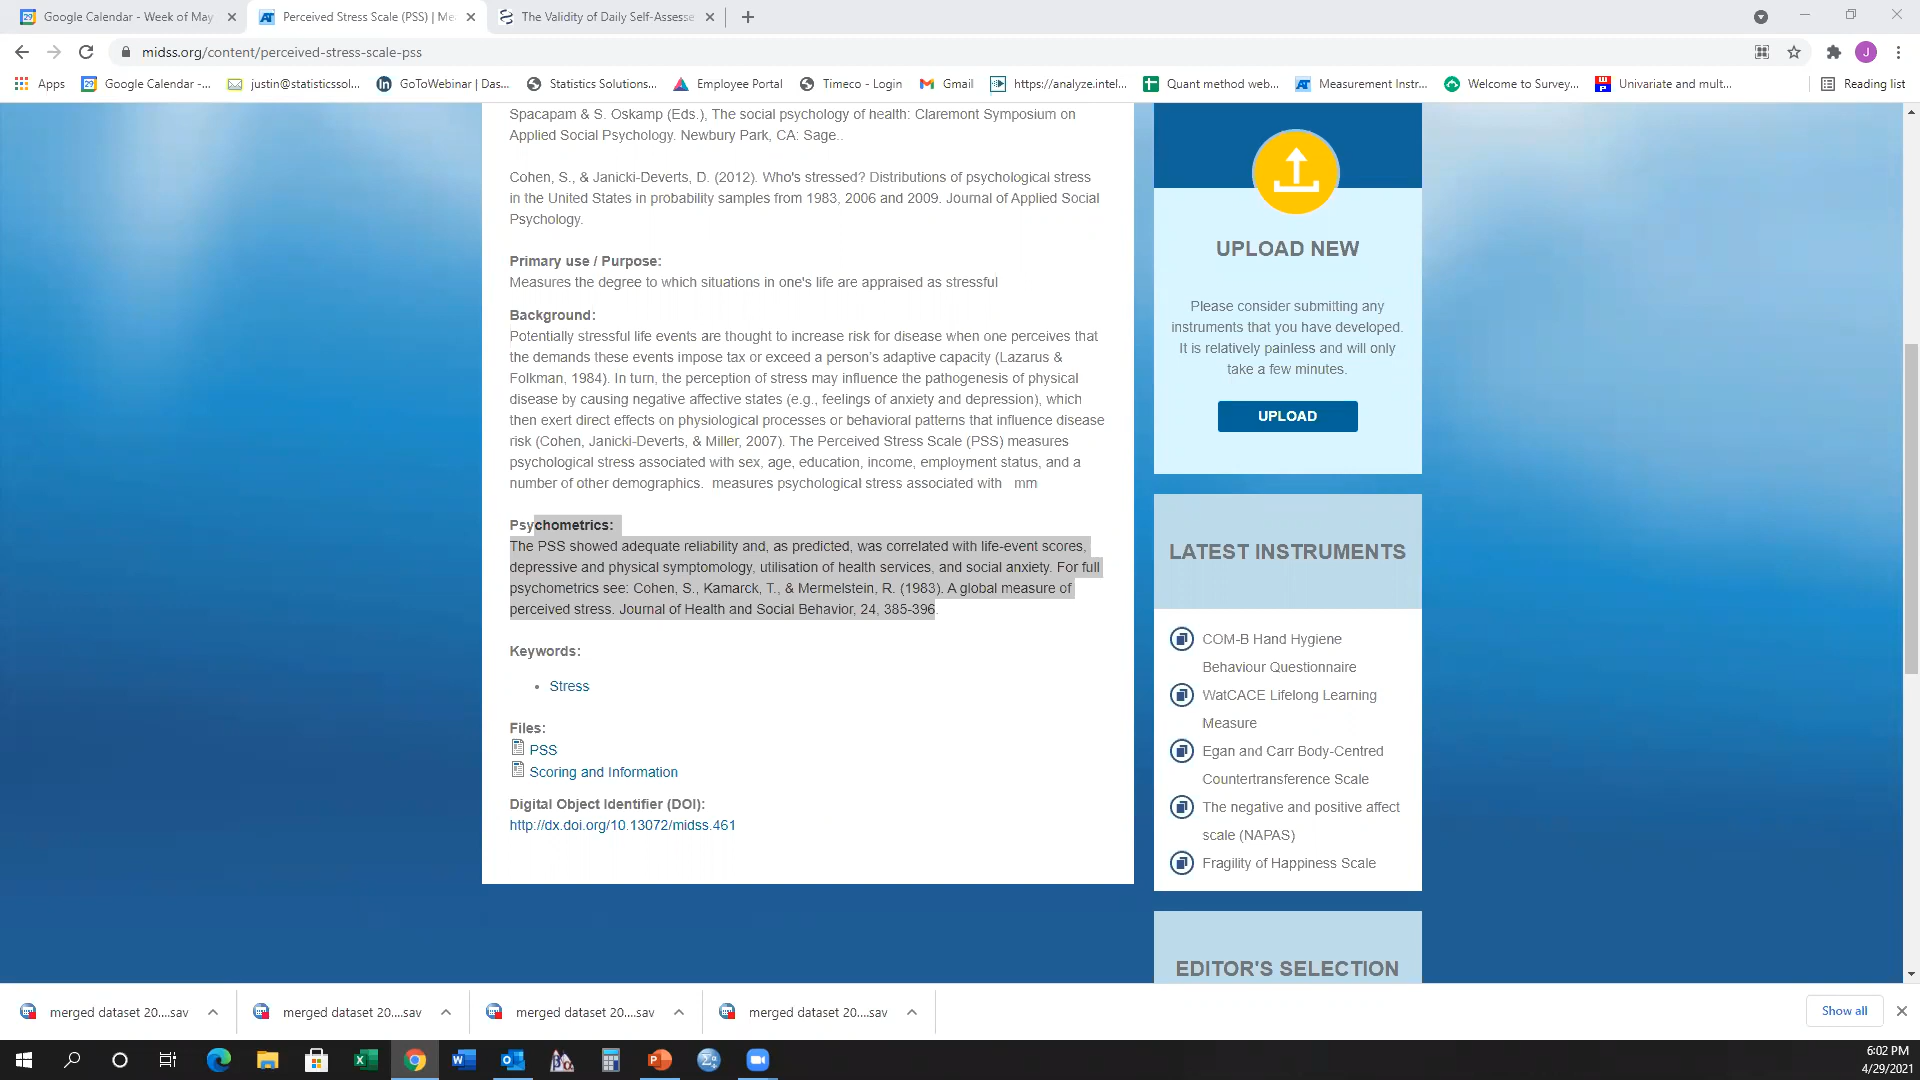 Google Calendar - Week of May
Perceived Stress Scale (PSS) | Me
The Validity of Daily Self-Assess
midss.org/content/perceived-stress-scale-pss
J
Apps
Google Calendar -...
justin@statisticssol...
GoToWebinar | Das...
Statistics Solutions...
Employee Portal
Timeco - Login
Gmail
https://analyze.intel...
Quant method web...
Measurement Instr...
Welcome to Survey...
Univariate and mult...
Reading list
Spacapam & S. Oskamp (Eds.), The social psychology of health: Claremont Symposium on
Applied Social Psychology. Newbury Park, CA: Sage..
Cohen, S., & Janicki-Deverts, D. (2012). Who's stressed? Distributions of psychological stress
in the United States in probability samples from 1983, 2006 and 2009. Journal of Applied Social
Psychology.
Primary use / Purpose:
Measures the degree to which situations in one's life are appraised as stressful
Background:
Potentially stressful life events are thought to increase risk for disease when one perceives that
the demands these events impose tax or exceed a person's adaptive capacity (Lazarus &
Folkman, 1984). In turn, the perception of stress may influence the pathogenesis of physical
disease by causing negative affective states (e.g., feelings of anxiety and depression), which
then exert direct effects on physiological processes or behavioral patterns that influence disease
risk (Cohen, Janicki-Deverts, & Miller, 2007). The Perceived Stress Scale (PSS) measures
psychological stress associated with sex, age, education, income, employment status, and a
number of other demographics. measures psychological stress associated with mm
Psychometrics:
The PSS showed adequate reliability and, as predicted, was correlated with life-event scores,
depressive and physical symptomology, utilisation of health services, and social anxiety. For full
psychometrics see: Cohen, S., Kamarck, T., & Mermelstein, R. (1983). A global measure of
perceived stress. Journal of Health and Social Behavior, 24, 385-396.
Keywords:
Stress
Files:
PSS
Scoring and Information
Digital Object Identifier (DOI):
http://dx.doi.org/10.13072/midss.461
UPLOAD NEW
Please consider submitting any
instruments that you have developed.
It is relatively painless and will only
take a few minutes.
UPLOAD
LATEST INSTRUMENTS
COM-B Hand Hygiene
Behaviour Questionnaire
WatCACE Lifelong Learning
Measure
Egan and Carr Body-Centred
Countertransference Scale
The negative and positive affect
scale (NAPAS)
Fragility of Happiness Scale
EDITOR'S SELECTION
merged dataset 20....sav
merged dataset 20....sav
merged dataset 20....sav
merged dataset 20....sav
Show all
6:02 PM
4/29/2021